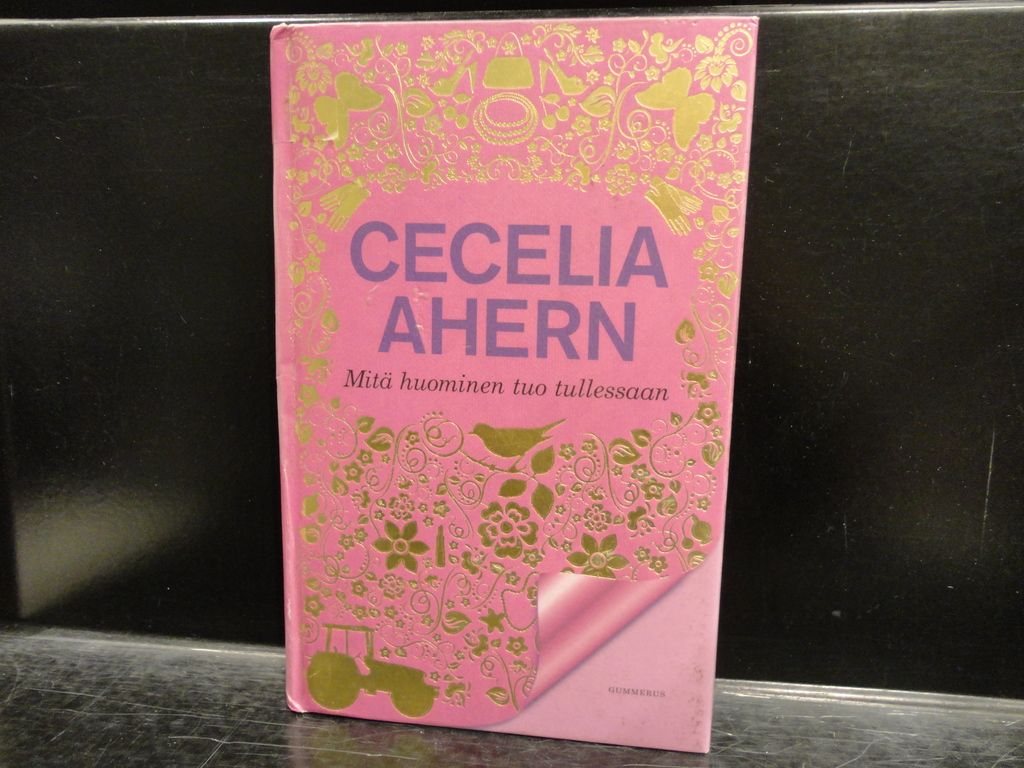 CECELIA
AHERN
Mitä huominen tuo tullessaan
GUMMERUS